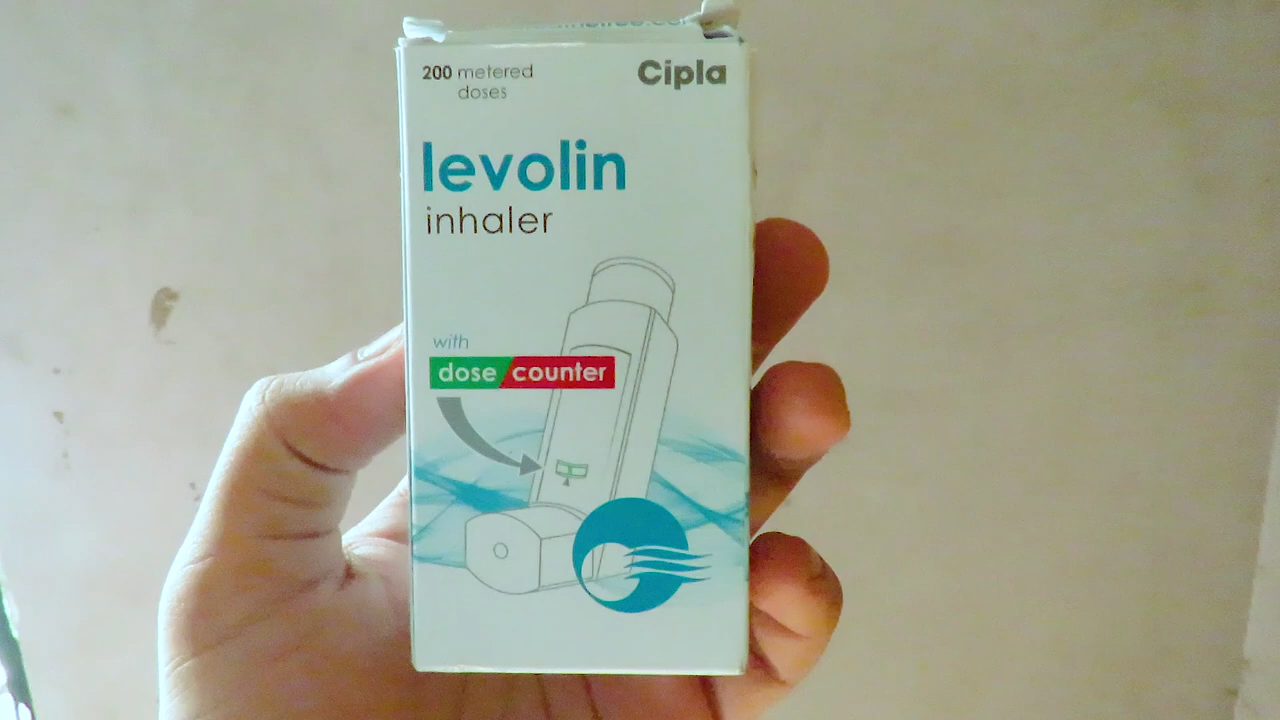 200 metered
doses
Cipla
levolin
inhaler
with
dose counter